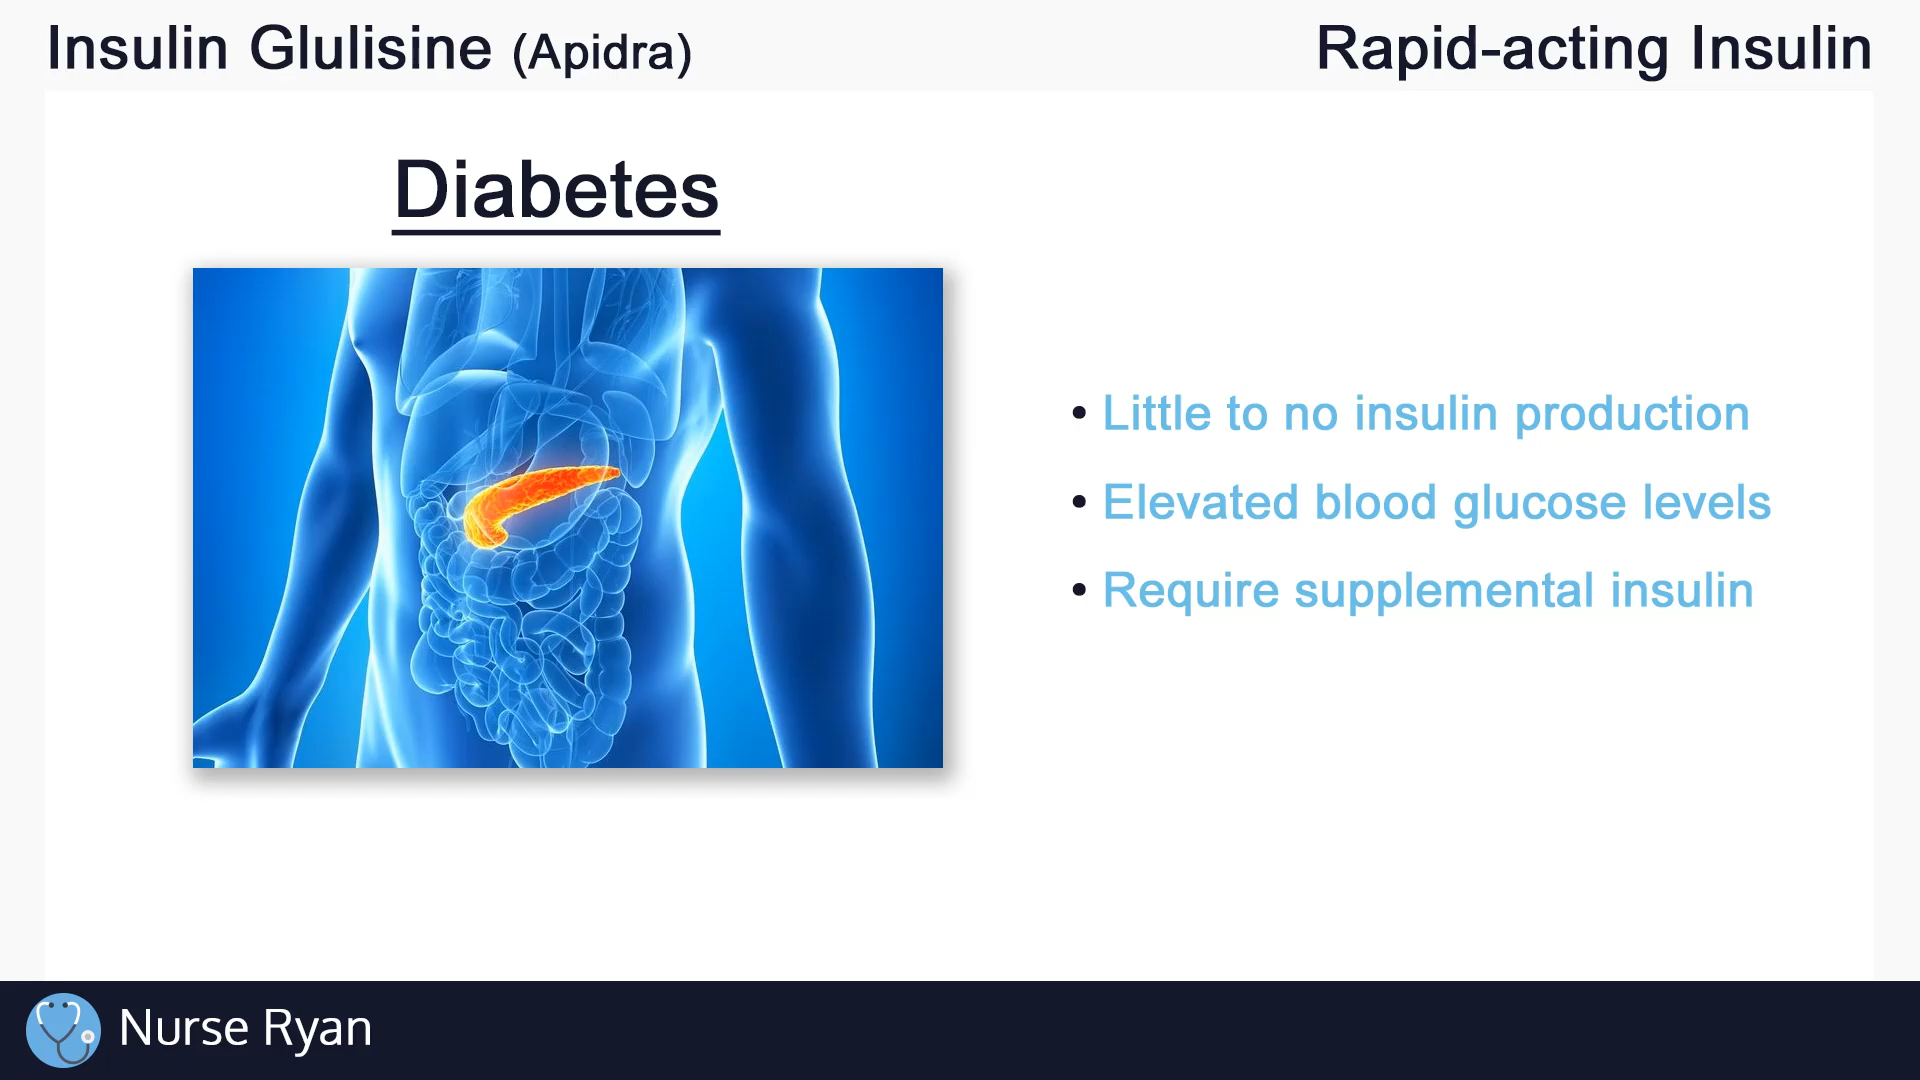 Insulin Glulisine (Apidra)
Rapid-acting Insulin
Diabetes
• Little to no insulin production
• Elevated blood glucose levels
• Require supplemental insulin
Nurse Ryan